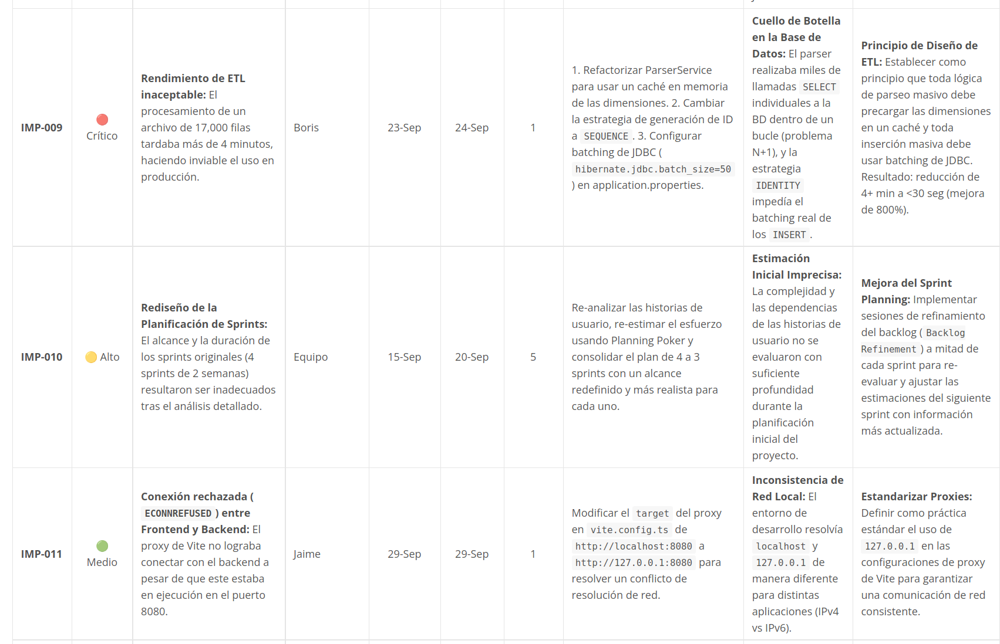 IMP-009
Crítico
Rendimiento de ETL
inaceptable: El
procesamiento de un
archivo de 17,000 filas
tardaba más de 4 minutos,
haciendo inviable el uso en
producción.
Boris
23-Sep
24-Sep
1
1. Refactorizar ParserService
para usar un caché en memoria
de las dimensiones. 2. Cambiar
la estrategia de generación de ID
a SEQUENCE . 3. Configurar
batching de JDBC (
hibernate.jdbc.batch_size=50
) en application.properties.
Cuello de Botella
en la Base de
Datos: El parser
realizaba miles de
llamadas SELECT
individuales a la
BD dentro de un
bucle (problema
N+1), y la
estrategia
IDENTITY
impedía el
batching real de
los INSERT .
Principio de Diseño de
ETL: Establecer como
principio que toda lógica
de parseo masivo debe
precargar las dimensiones
en un caché y toda
inserción masiva debe
usar batching de JDBC.
Resultado: reducción de
4+ min a <30 seg (mejora
de 800%).
IMP-010
Alto
Rediseño de la
Planificación de Sprints:
El alcance y la duración de
los sprints originales (4
sprints de 2 semanas)
resultaron ser inadecuados
tras el análisis detallado.
Equipo
15-Sep
20-Sep
5
Re-analizar las historias de
usuario, re-estimar el esfuerzo
usando Planning Poker y
consolidar el plan de 4 a 3
sprints con un alcance
redefinido y más realista para
cada uno.
Estimación
Inicial Imprecisa:
La complejidad y
las dependencias
de las historias de
usuario no se
evaluaron con
suficiente
profundidad
durante la
planificación
inicial del
proyecto.
Mejora del Sprint
Planning: Implementar
sesiones de refinamiento
del backlog ( Backlog
Refinement ) a mitad de
cada sprint para re-
evaluar y ajustar las
estimaciones del siguiente
sprint con información
más actualizada.
IMP-011
Medio
Conexión rechazada (
ECONNREFUSED ) entre
Frontend y Backend: El
proxy de Vite no lograba
conectar con el backend a
pesar de que este estaba
en ejecución en el puerto
8080.
Jaime
29-Sep
29-Sep
1
Modificar el target del proxy
en vite.config.ts de
http://localhost:8080 a
http://127.0.0.1:8080 para
resolver un conflicto de
resolución de red.
Inconsistencia de
Red Local: El
entorno de
desarrollo resolvía
localhost y
127.0.0.1 de
manera diferente
para distintas
aplicaciones (IPv4
vs IPv6).
Estandarizar Proxies:
Definir como práctica
estándar el uso de
127.0.0.1 en las
configuraciones de proxy
de Vite para garantizar
una comunicación de red
consistente.